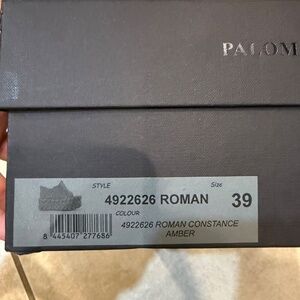 PALOM
STYLE
Size
4922626 ROMAN
39
COLOUR
4922626 ROMAN CONSTANCE
AMBER
8 445407 277686